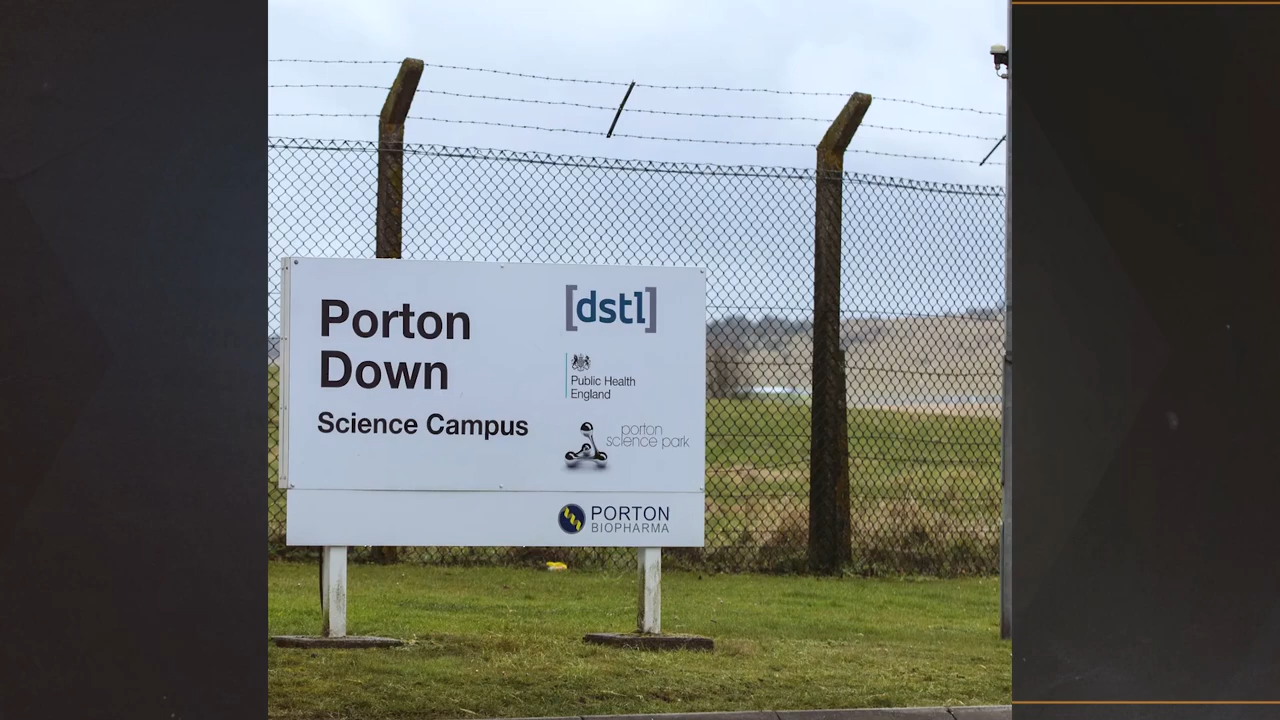 Porton
Down
Science Campus
[dstl]
Public Health
England
porton
science park
PORTON
BIOPHARMA